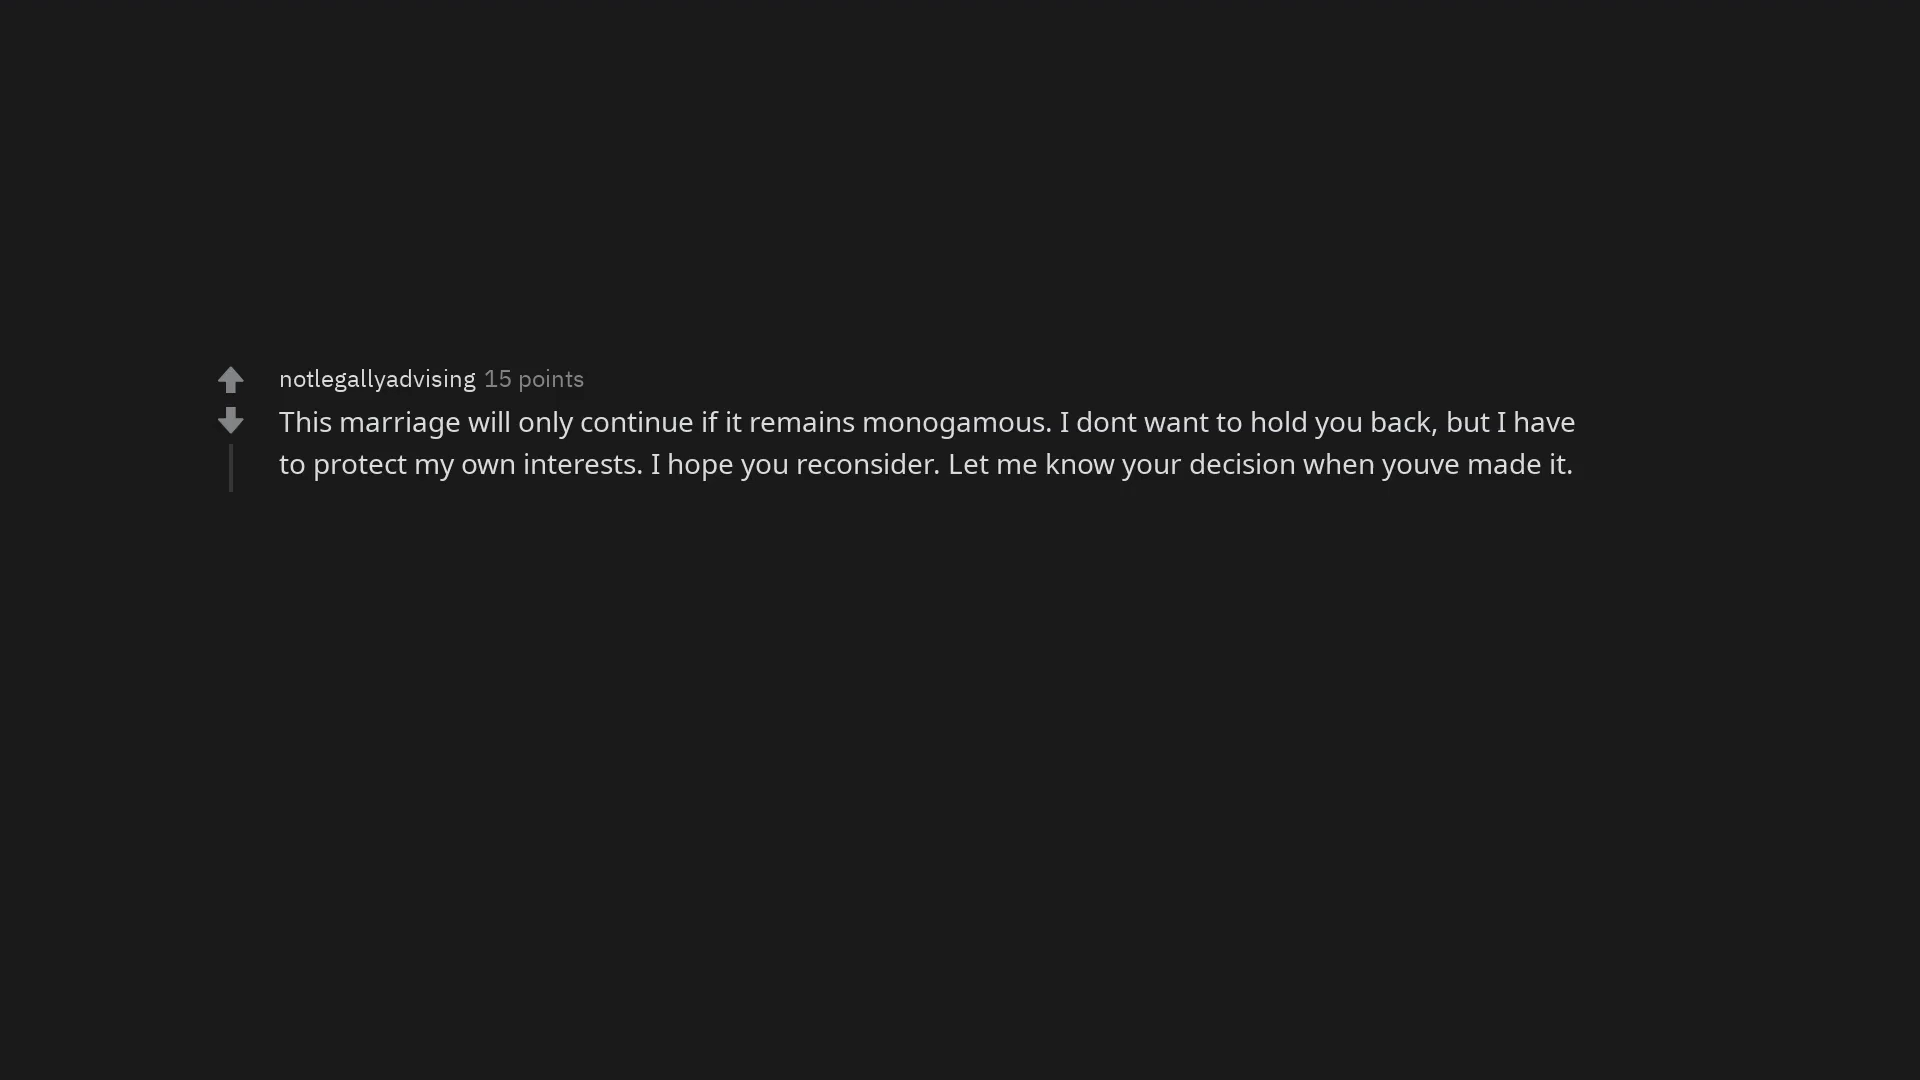 notlegallyadvising 15 points
This marriage will only continue if it remains monogamous. I dont want to hold you back, but I have
to protect my own interests. I hope you reconsider. Let me know your decision when youve made it.